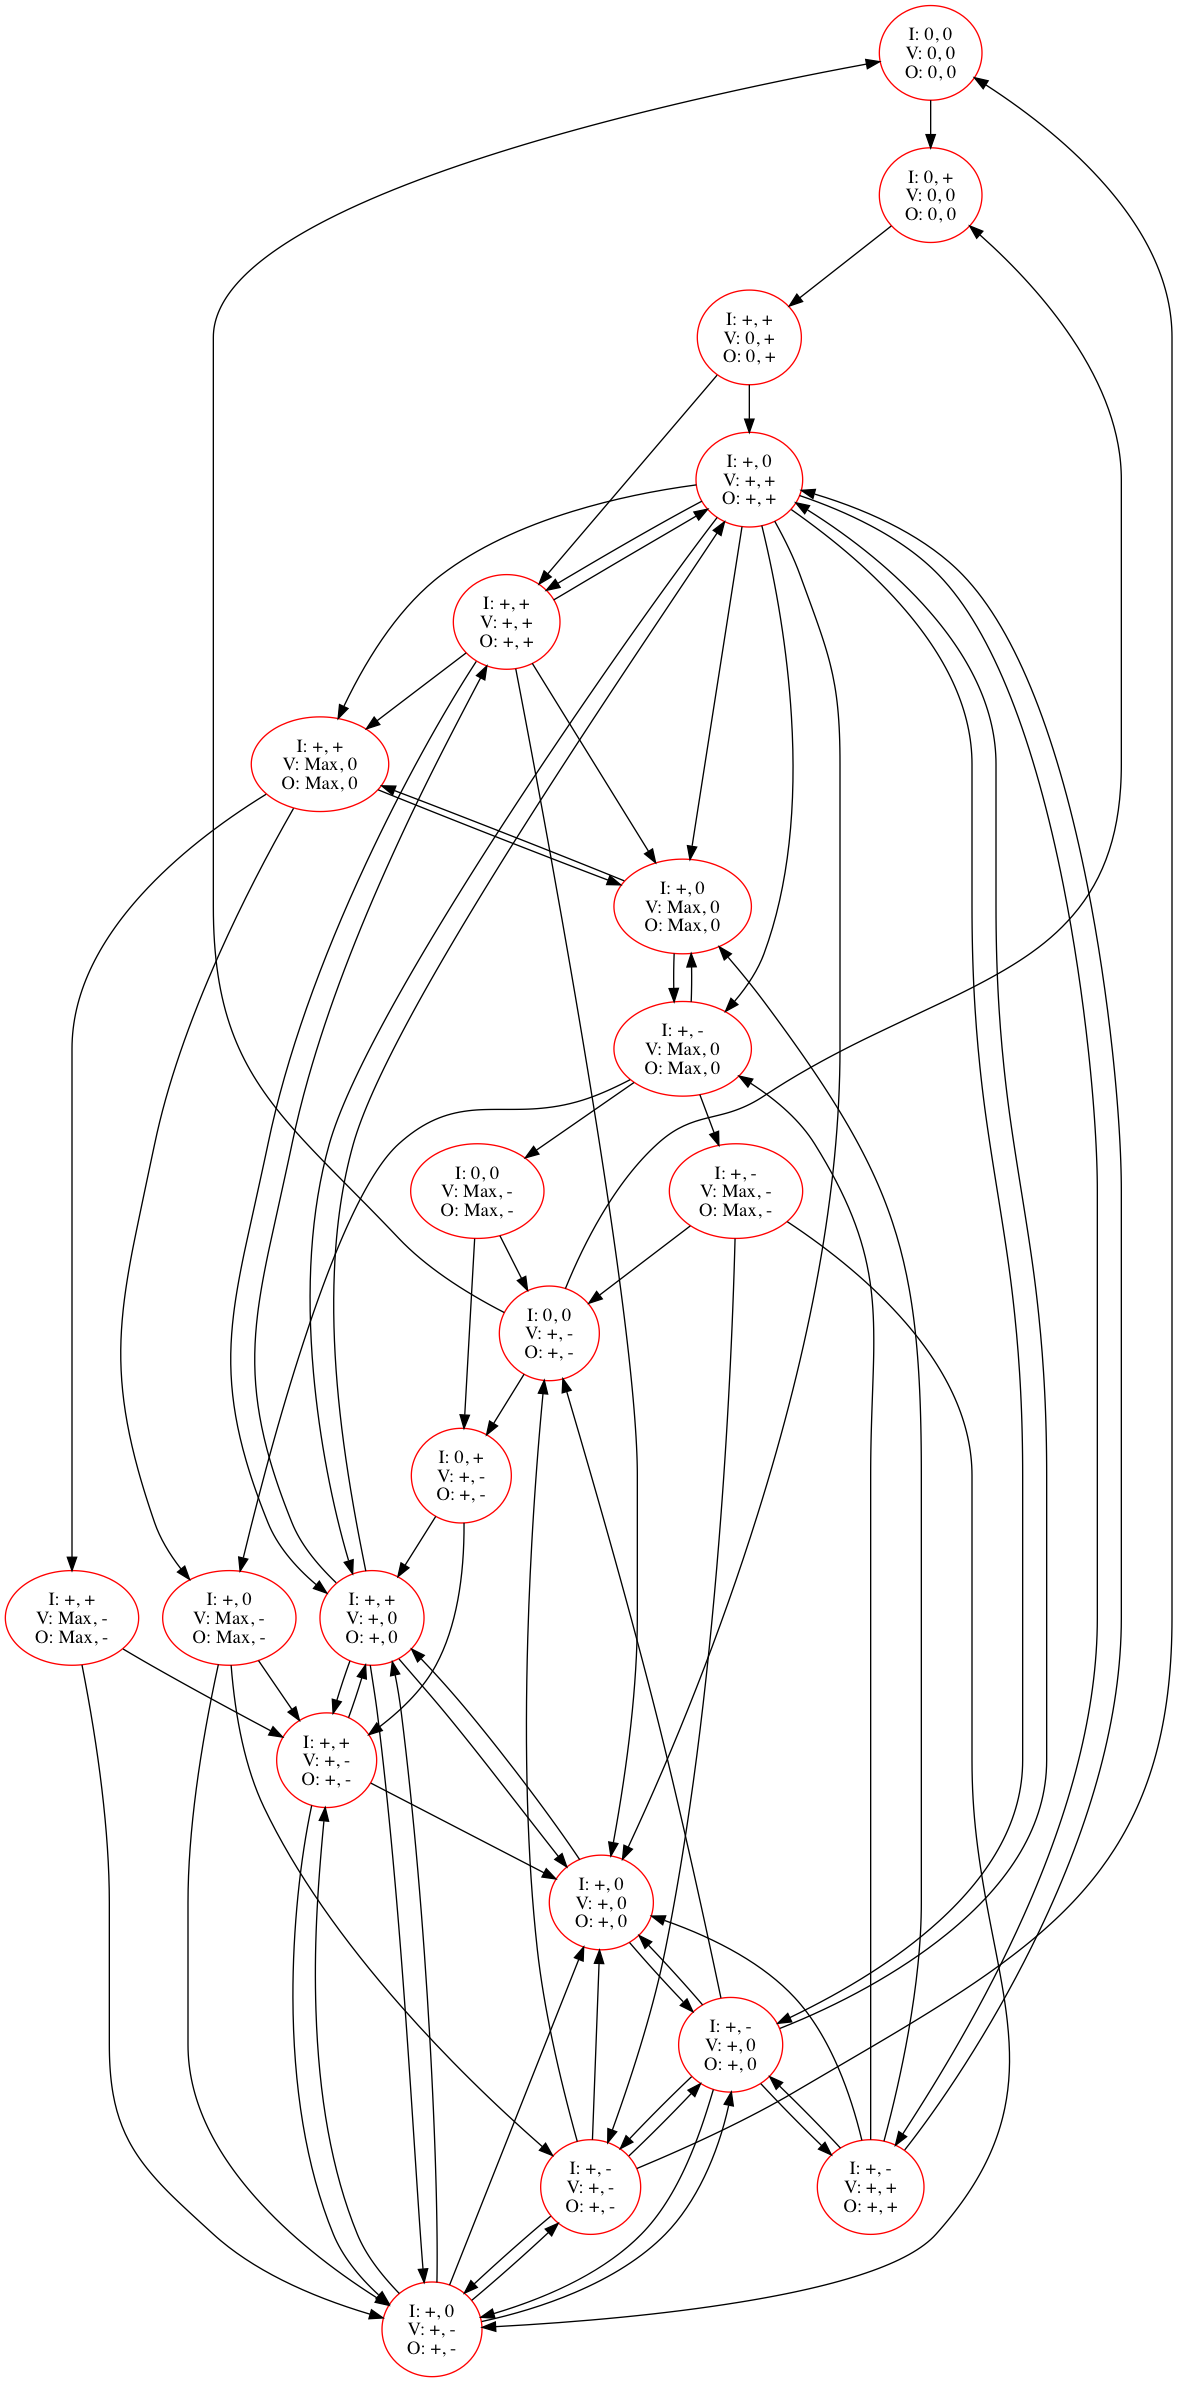 I: 0, 0
V: 0, 0
O: 0, 0
I: 0, +
V: 0, 0
O: 0, 0
I: +, +
V: 0, +
O: 0, +
I: +, 0
V: +, +
O: +, +
I: +, +
V: +, +
O: +, +
I: +, +
V: Max, 0
O: Max, 0
I: +, 0
V: Max, 0
O: Max, 0
I: +, -
V: Max, 0
O: Max, 0
I: 0, 0
V: Max, -
O: Max, -
I: +, -
V: Max, -
O: Max, -
I: 0, 0
V: +, -
O: +, -
I: 0, +
V: +, -
O: +, -
I: +, +
V: Max, -
O: Max, -
I: +, 0
V: Max, -
O: Max, -
I: +, +
V: +, 0
O: +, 0
I: +, +
V: +, -
O: +, -
I: +, 0
V: +, 0
O: +, 0
I: +, -
V: +, 0
O: +, 0
I: +, -
V: +, -
O: +, -
I: +, -
V: +, +
O: +, +
I: +, 0
V: +, -
O: +, -